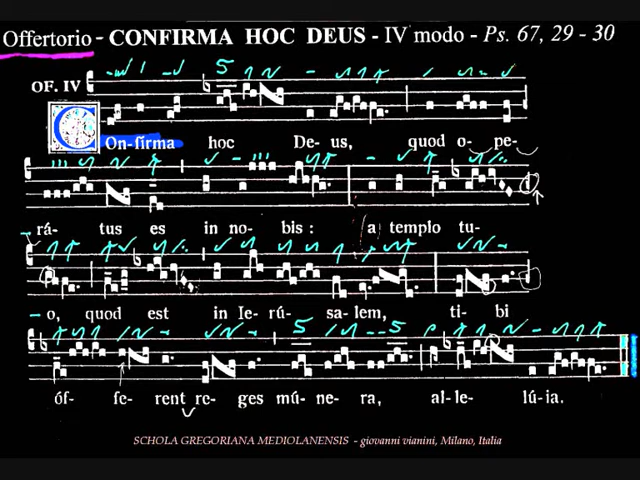 Offertorio - CONFIRMA HOC DEUS - IV modo - Ps. 67, 29 - 30
OF. IV
COn-firma hoc De- us, quod o- pe-
rá- tus es in no- bis : a templo tu-
o, quod est in Ie- rú- sa- lem, ti- bi
óf- fe- rent re- ges mú- ne- ra, al- le- lú- ia.
SCHOLA GREGORIANA MEDIOLANENSIS - giovanni vianini, Milano, Italia